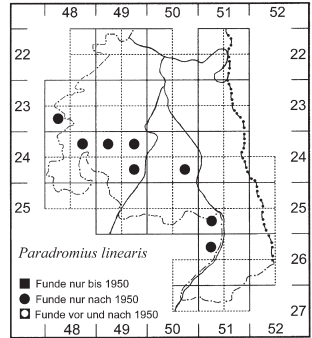 48 49 50 51 52
22 22
23 23
24 24
25 25
Paradromius linearis
26
Funde nur bis 1950
Funde nur nach 1950
Funde vor und nach 1950
27
48 49 50 51 52